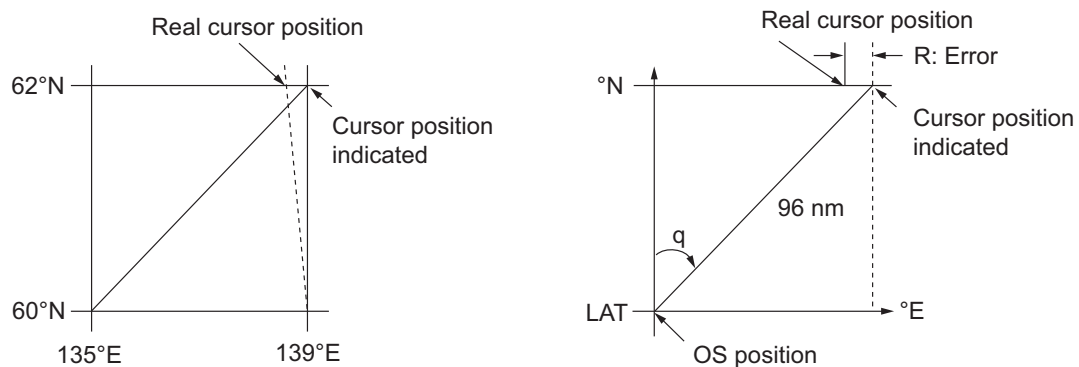 Real cursor position
62°N
Cursor position
indicated
60°N
135°E
139°E
Real cursor position
R: Error
°N
Cursor position
indicated
96 nm
q
LAT
°E
OS position